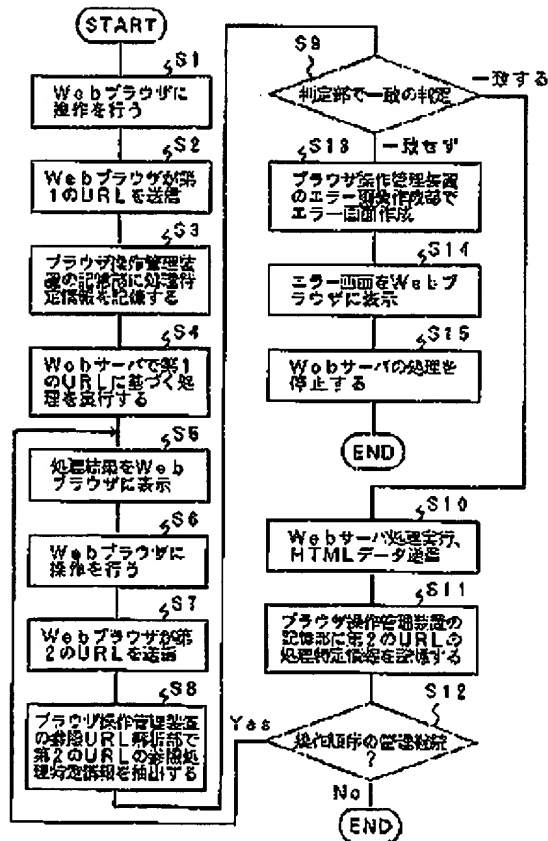 START
S1
Webブラウザに
操作を行う
S2
Webブラウザが第
1のURLを送信
S3
ブラウザ操作管理装
置の記憶部に処理特
定情報を記憶する
S4
Webサーバで第1
のURLに基づく処
理を実行する
S5
処理結果をWeb
ブラウザに表示
S6
Webブラウザに
操作を行う
S7
Webブラウザが第
2のURLを送信
S8
ブラウザ操作管理装置
の参照URL解析部で
第2のURLの参照処
理特定情報を抽出する
S9
判定部で一致の判定
一致する
一致せず
S13
ブラウザ操作管理装置
のエラー画面作成部で
エラー画面作成
S14
エラー画面をWebブ
ラウザに表示
S15
Webサーバの処理を
停止する
END
S10
Webサーバ処理実行、
HTMLデータ送信
S11
ブラウザ操作管理装置の
記憶部に第2のURLの
処理特定情報を記憶する
S12
操作順序の管理継続
?
Yes
No
END